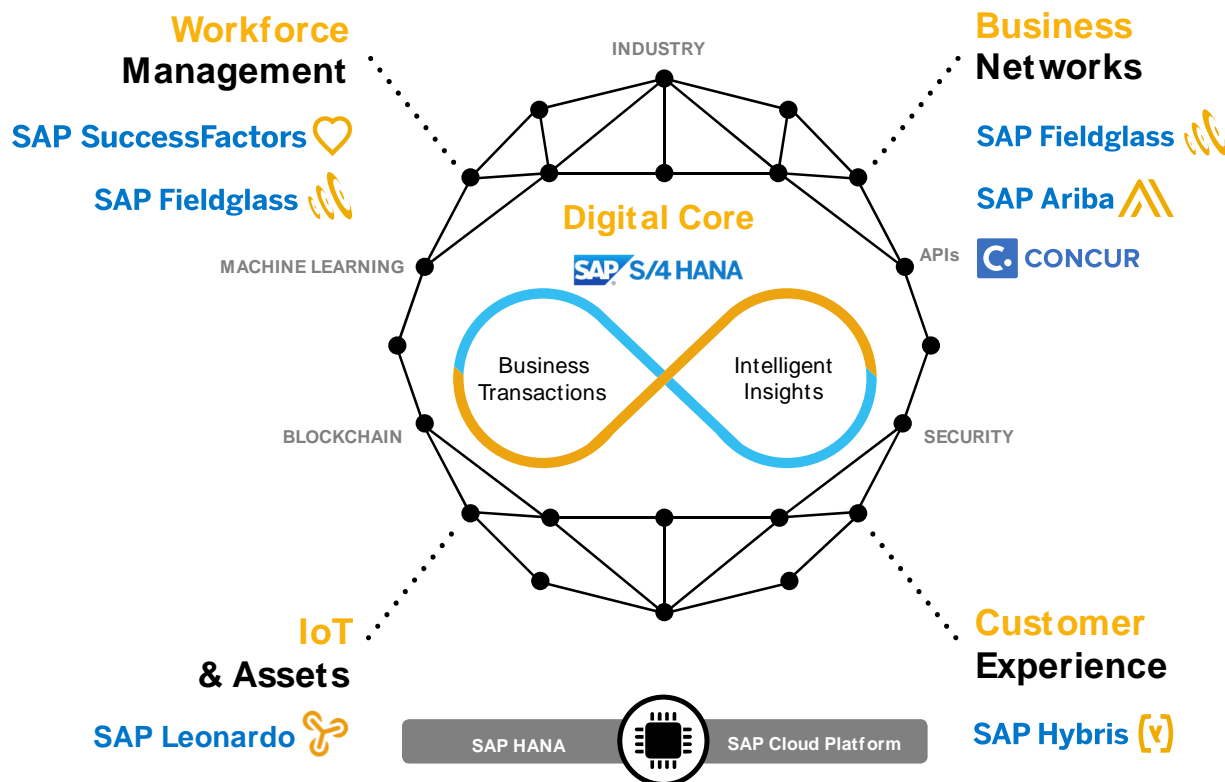 Workforce
Management
SAP SuccessFactors
SAP Fieldglass
INDUSTRY
Business
Networks
SAP Fieldglass
SAP Ariba
C. CONCUR
MACHINE LEARNING
APIs
Digital Core
SAP S/4 HANA
Business
Transactions
Intelligent
Insights
BLOCKCHAIN
SECURITY
IoT
& Assets
SAP Leonardo
Customer
Experience
SAP Hybris
SAP HANA
SAP Cloud Platform